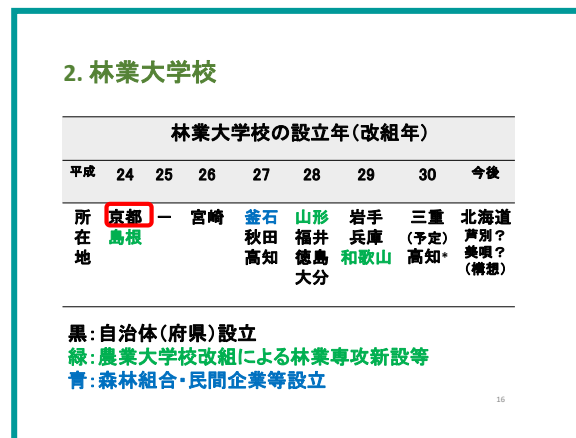 2. 林業大学校
林業大学校の設立年(改組年)
平成 24 25 26 27 28 29 30 今後
所 京都 － 宮崎 釜石 山形 岩手 三重 北海道
在 島根 秋田 福井 兵庫 (予定) 芦別？
地 高知 徳島 和歌山 高知* 美唄？
大分 (構想)
黒：自治体(府県)設立
緑：農業大学校改組による林業専攻新設等
青：森林組合・民間企業等設立
16